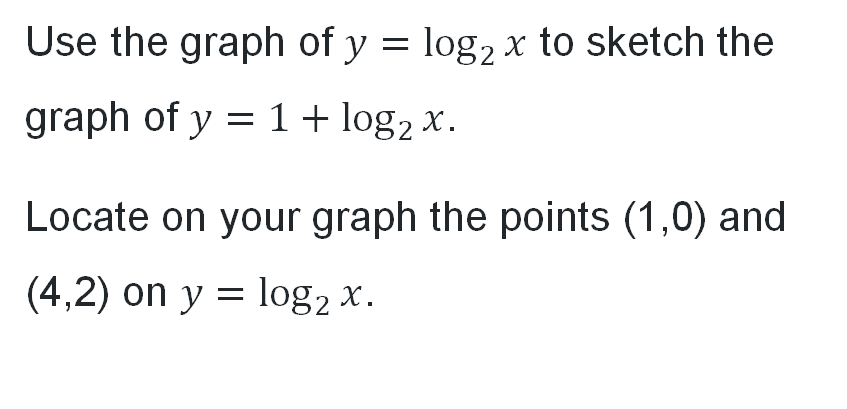 Use the graph of y = log₂ x to sketch the
graph of y = 1 + log₂ x.
Locate on your graph the points (1,0) and
(4,2) on y = log₂ x.